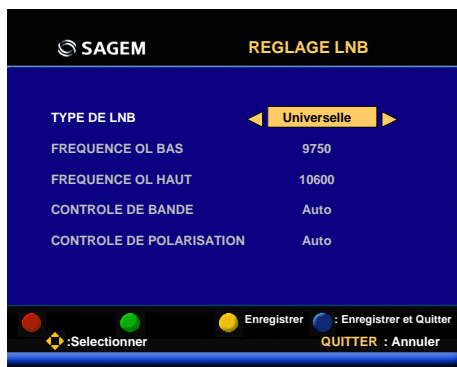 SAGEM REGLAGE LNB
TYPE DE LNB Universelle
FREQUENCE OL BAS 9750
FREQUENCE OL HAUT 10600
CONTROLE DE BANDE Auto
CONTROLE DE POLARISATION Auto
Enregistrer : Enregistrer et Quitter
:Selectionner QUITTER : Annuler